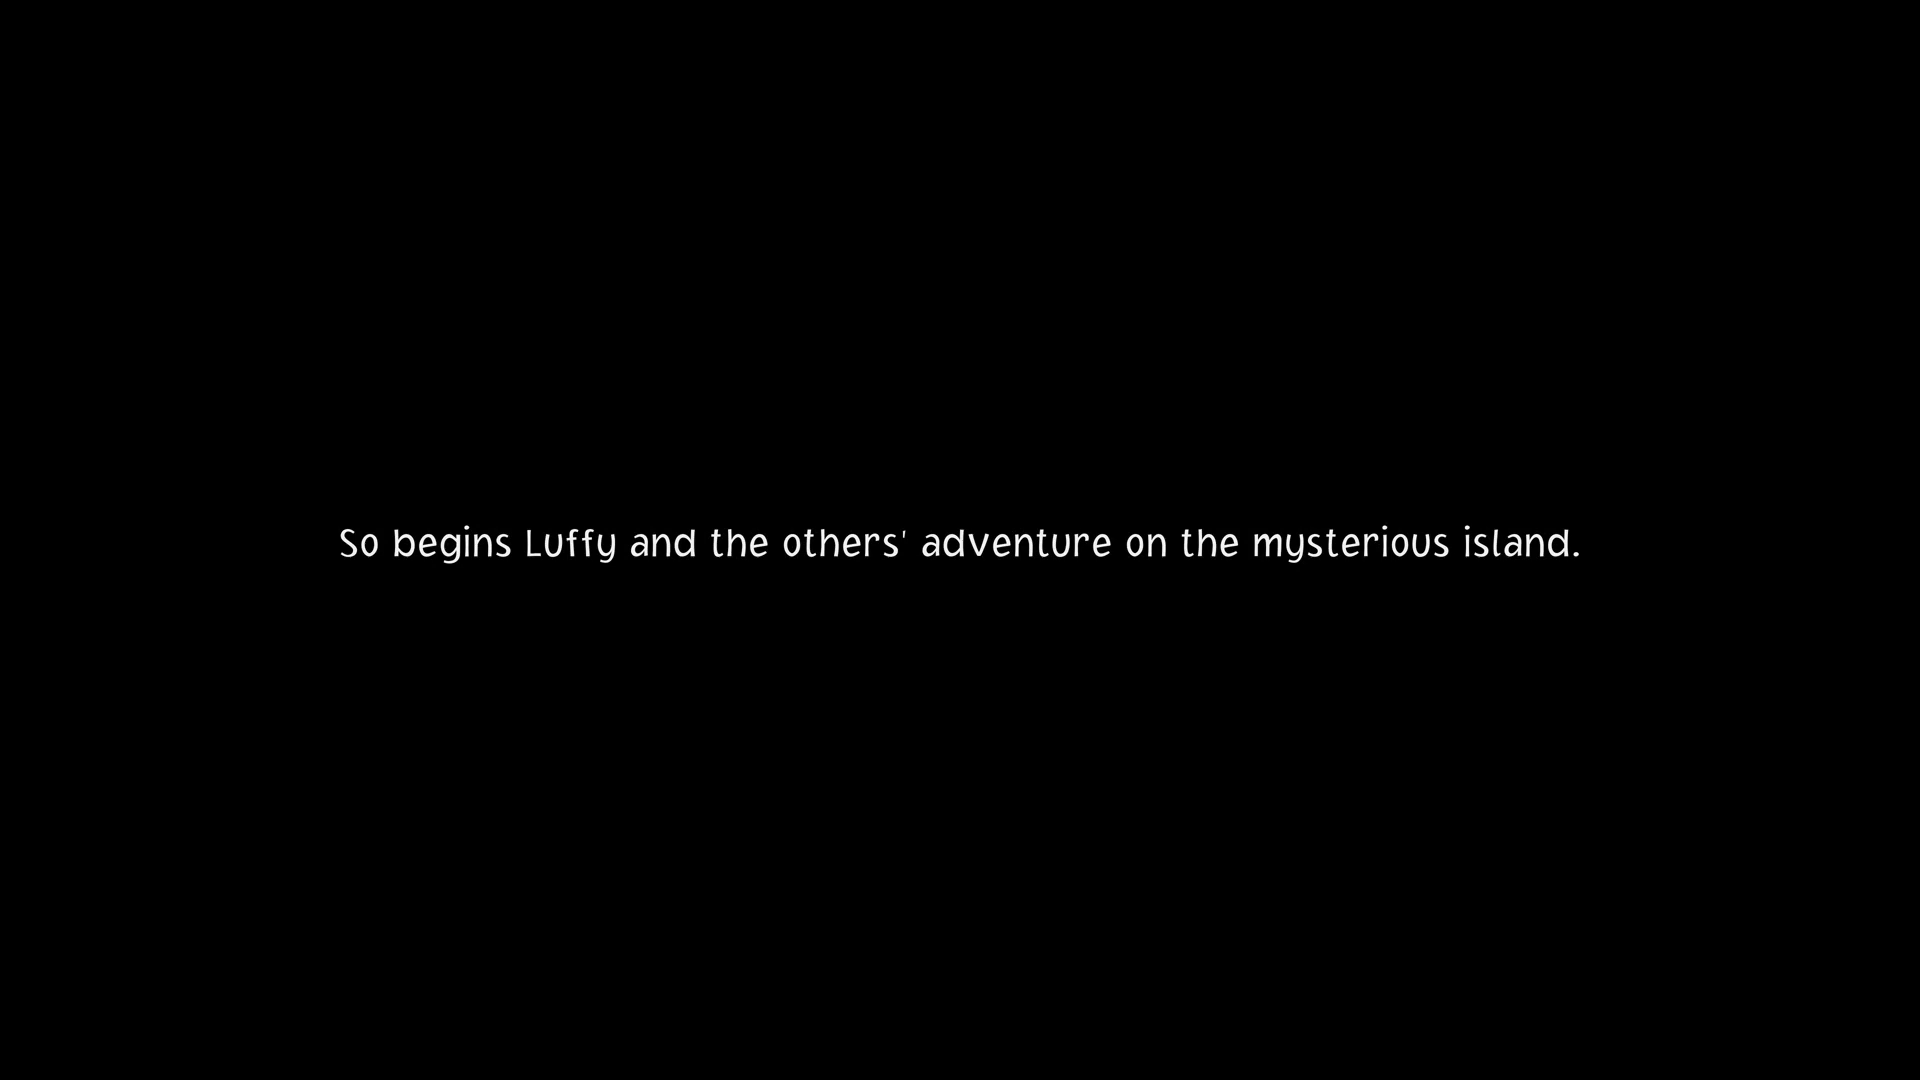 So begins Luffy and the others' adventure on the mysterious island.